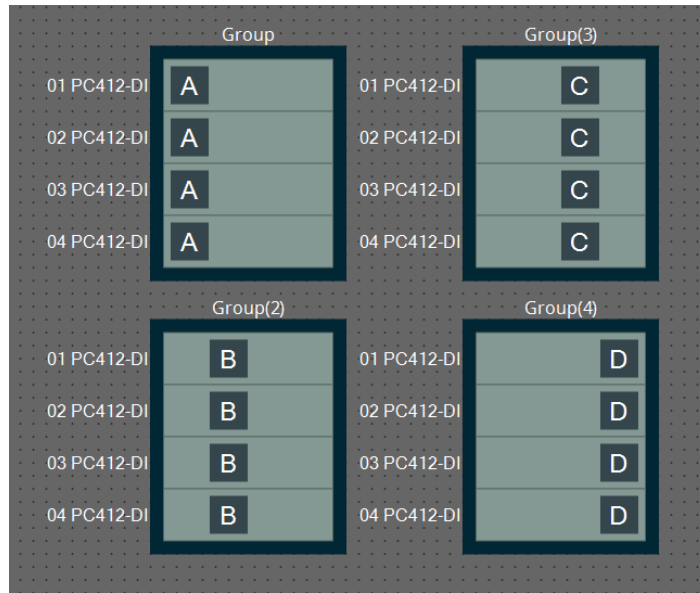 Group
01 PC412-DI A
02 PC412-DI A
03 PC412-DI A
04 PC412-DI A
Group(3)
01 PC412-DI C
02 PC412-DI C
03 PC412-DI C
04 PC412-DI C
Group(2)
01 PC412-DI B
02 PC412-DI B
03 PC412-DI B
04 PC412-DI B
Group(4)
01 PC412-DI D
02 PC412-DI D
03 PC412-DI D
04 PC412-DI D